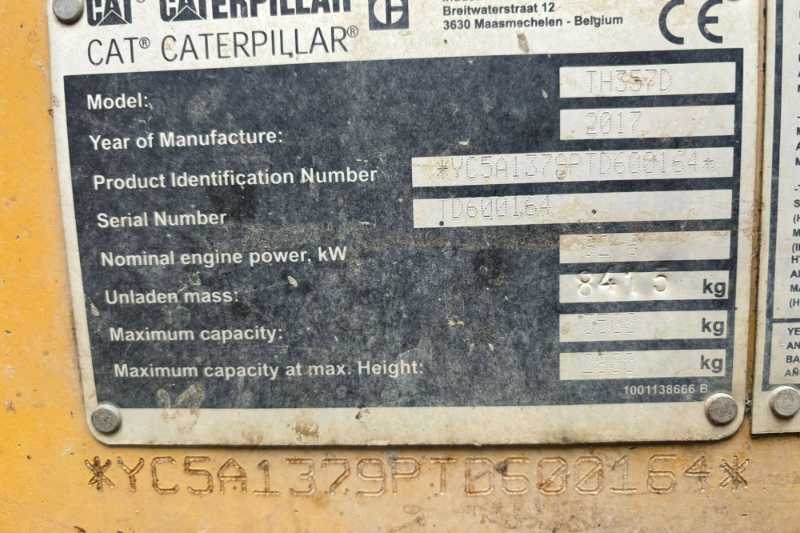 CAT CATERPILLAR
CAT® CATERPILLAR®
Breitwaterstraat 12
3630 Maasmechelen - Belgium
CE
Model: TH357D
Year of Manufacture: 2017
Product Identification Number *YC5A1379PTD600164*
Serial Number TD600164
Nominal engine power, kW
Unladen mass: 8415 kg
Maximum capacity: kg
Maximum capacity at max. Height: kg
1001138666 B
*YC5A1379PTD600164*